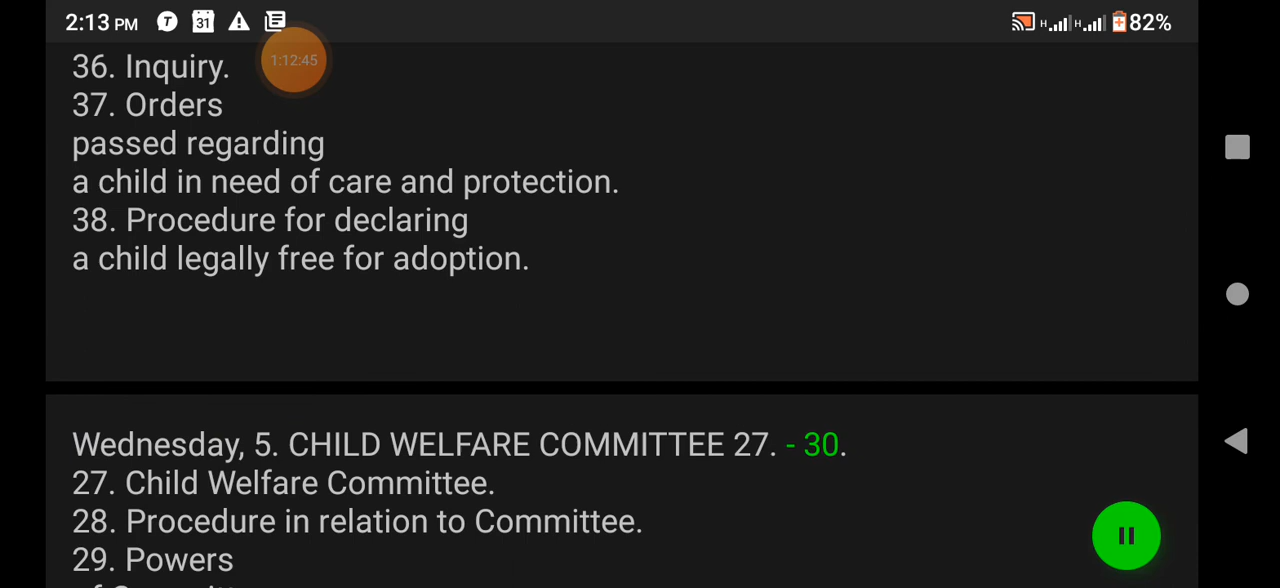 2:13 PM T 31 H H 82%
36. Inquiry. 1:12:45
37. Orders
passed regarding
a child in need of care and protection.
38. Procedure for declaring
a child legally free for adoption.
Wednesday, 5. CHILD WELFARE COMMITTEE 27. - 30.
27. Child Welfare Committee.
28. Procedure in relation to Committee.
29. Powers